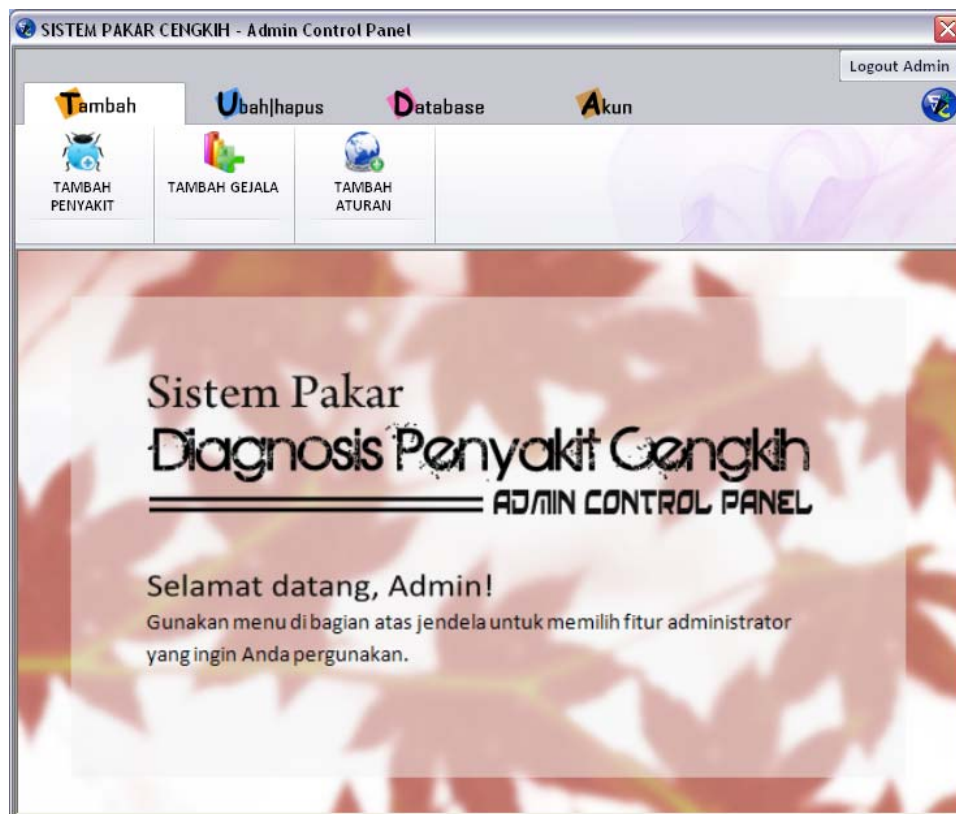 SISTEM PAKAR CENGKIH - Admin Control Panel
Logout Admin
Tambah
Ubah|hapus
Database
Akun
TAMBAH
PENYAKIT
TAMBAH GEJALA
TAMBAH
ATURAN
Sistem Pakar
Diagnosis Penyakit Cengkih
ADMIN CONTROL PANEL
Selamat datang, Admin!
Gunakan menu di bagian atas jendela untuk memilih fitur administrator
yang ingin Anda pergunakan.